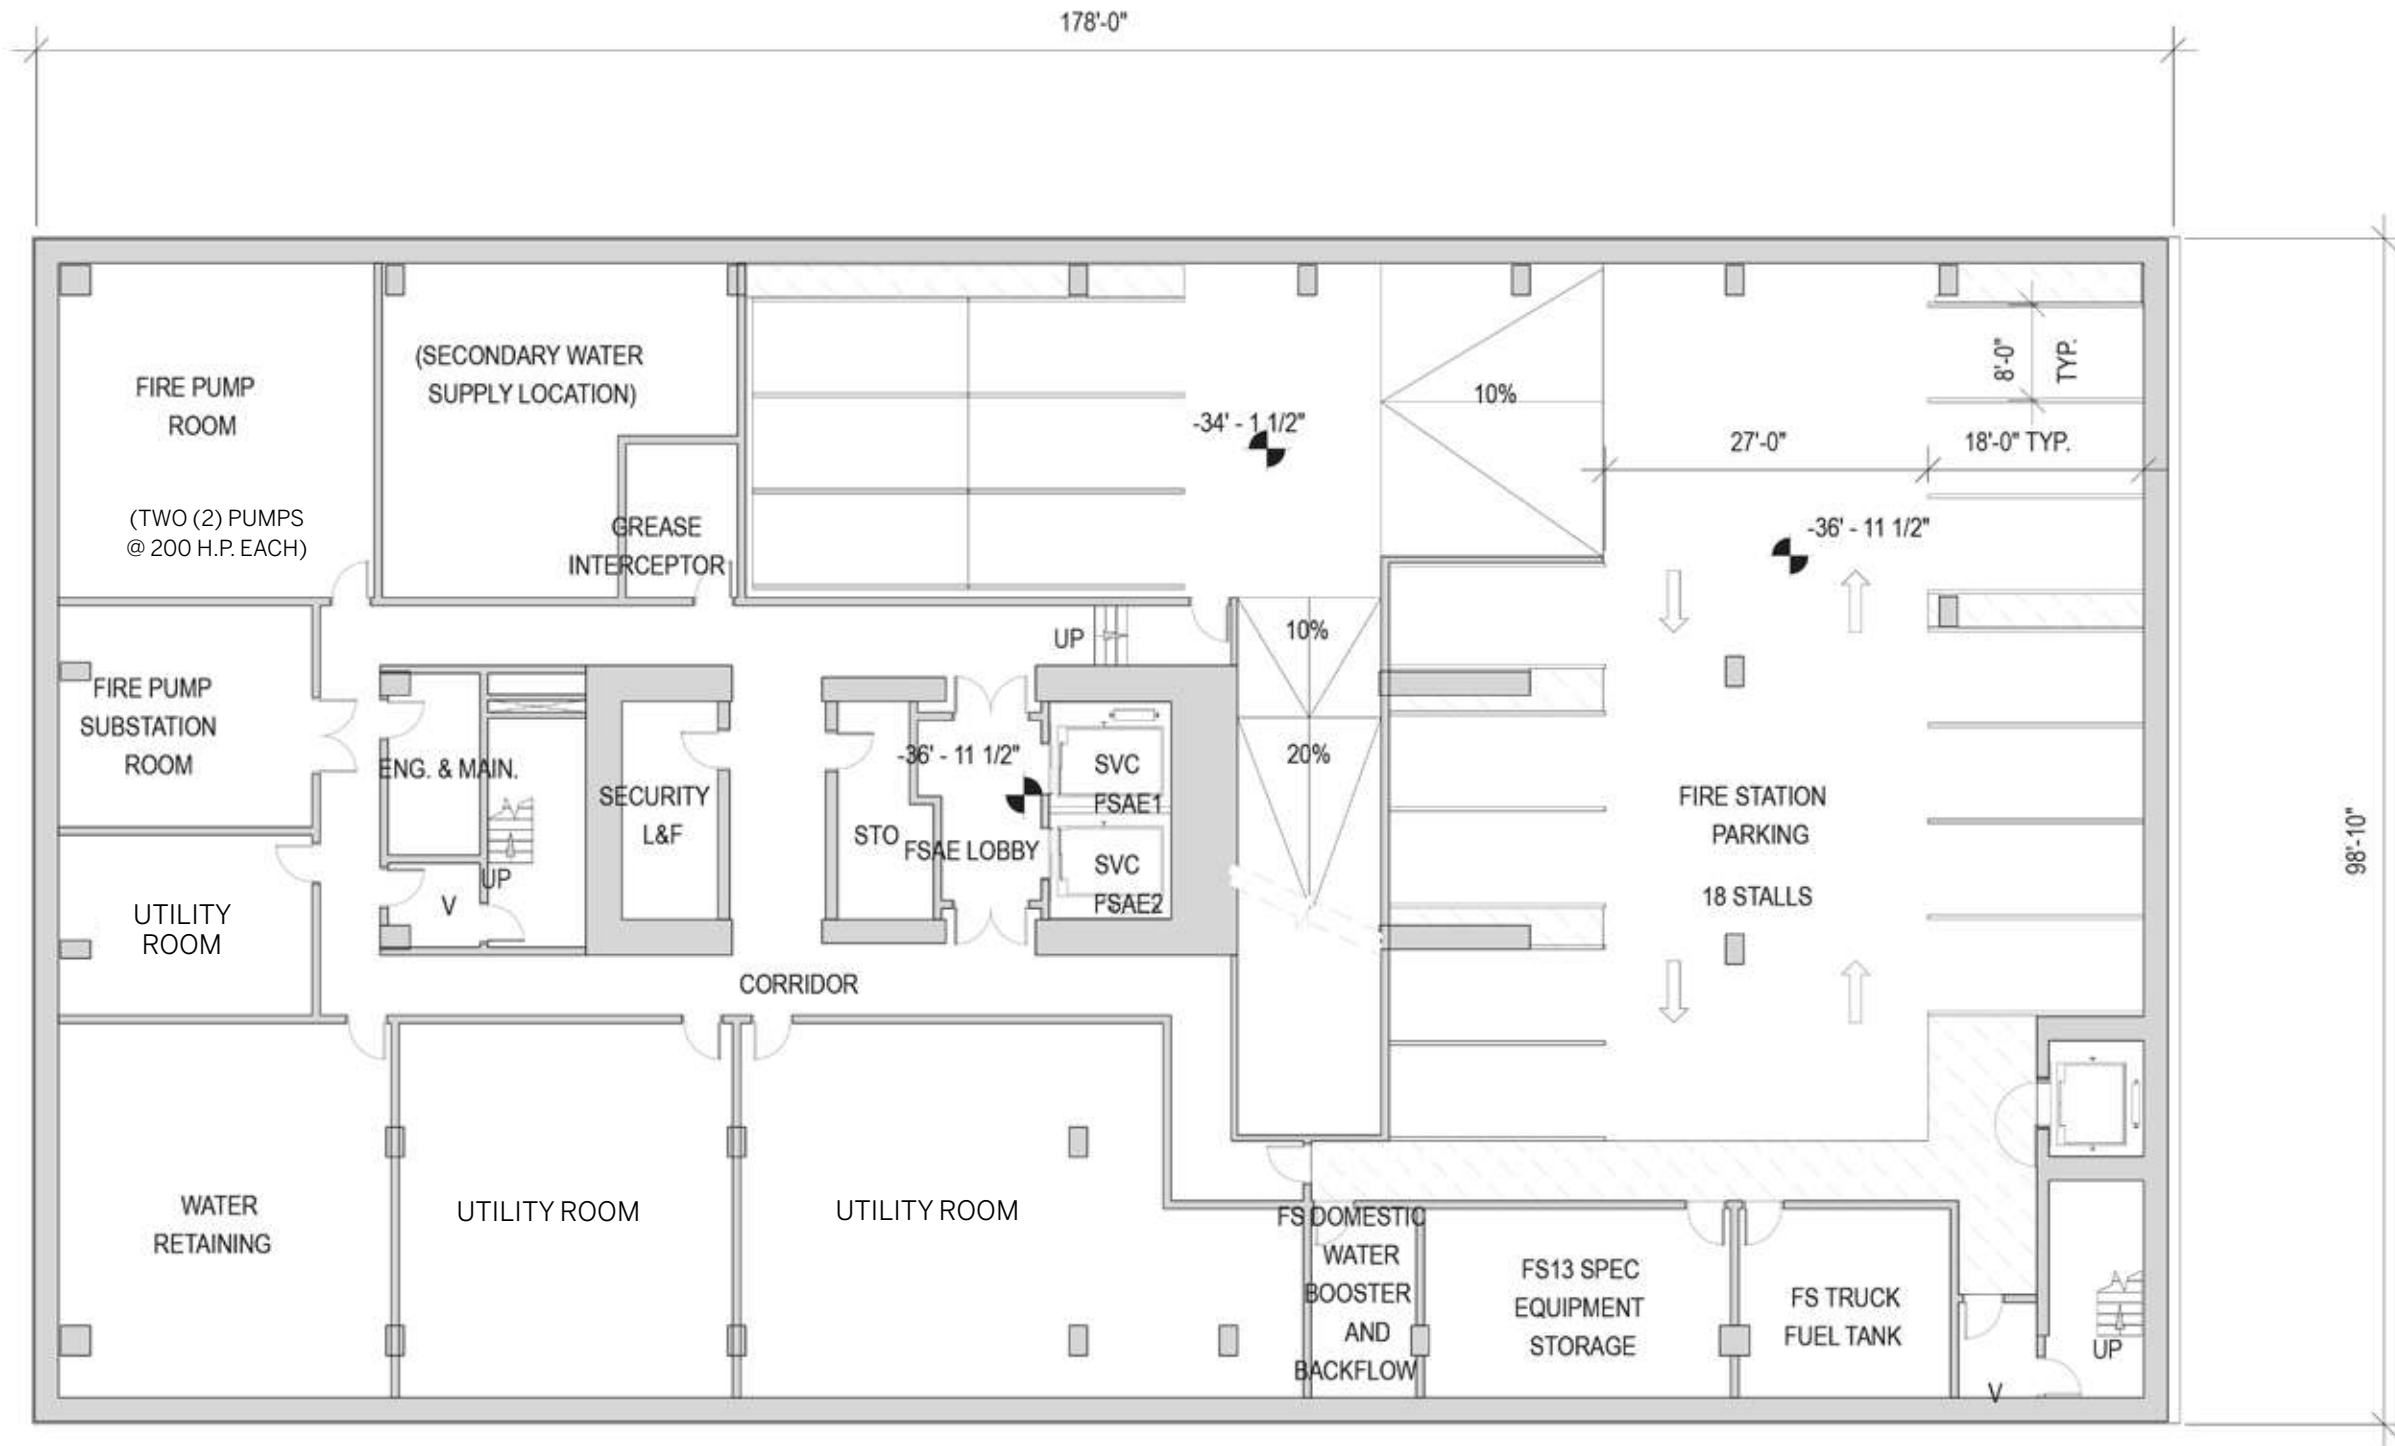 178'-0"
FIRE PUMP
ROOM
(TWO (2) PUMPS
@ 200 H.P. EACH)
(SECONDARY WATER
SUPPLY LOCATION)
GREASE
INTERCEPTOR
-34' - 1 1/2"
10%
8'-0"
TYP.
27'-0"
18'-0" TYP.
-36' - 11 1/2"
UP
10%
20%
FIRE PUMP
SUBSTATION
ROOM
ENG. & MAIN.
UP
V
SECURITY
L&F
STO
-36' - 11 1/2"
FSAE LOBBY
SVC
FSAE1
SVC
FSAE2
FIRE STATION
PARKING
18 STALLS
98'-10"
UTILITY
ROOM
CORRIDOR
WATER
RETAINING
UTILITY ROOM
UTILITY ROOM
FS DOMESTIC
WATER
BOOSTER
AND
BACKFLOW
FS13 SPEC
EQUIPMENT
STORAGE
FS TRUCK
FUEL TANK
UP
V